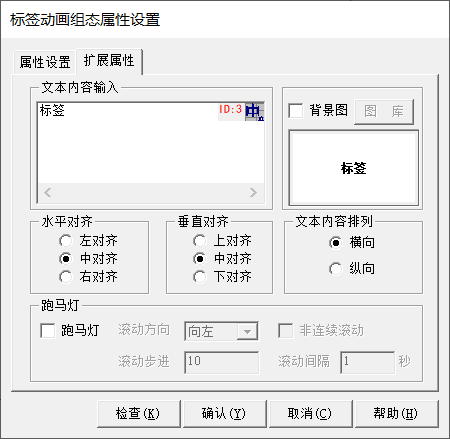 标签动画组态属性设置
属性设置 扩展属性
文本内容输入
标签 ID:3 中
背景图 图 库
标签
水平对齐
左对齐
中对齐
右对齐
垂直对齐
上对齐
中对齐
下对齐
文本内容排列
横向
纵向
跑马灯
跑马灯 滚动方向 向左 非连续滚动
滚动步进 10 滚动间隔 1 秒
检查(K) 确认(Y) 取消(C) 帮助(H)